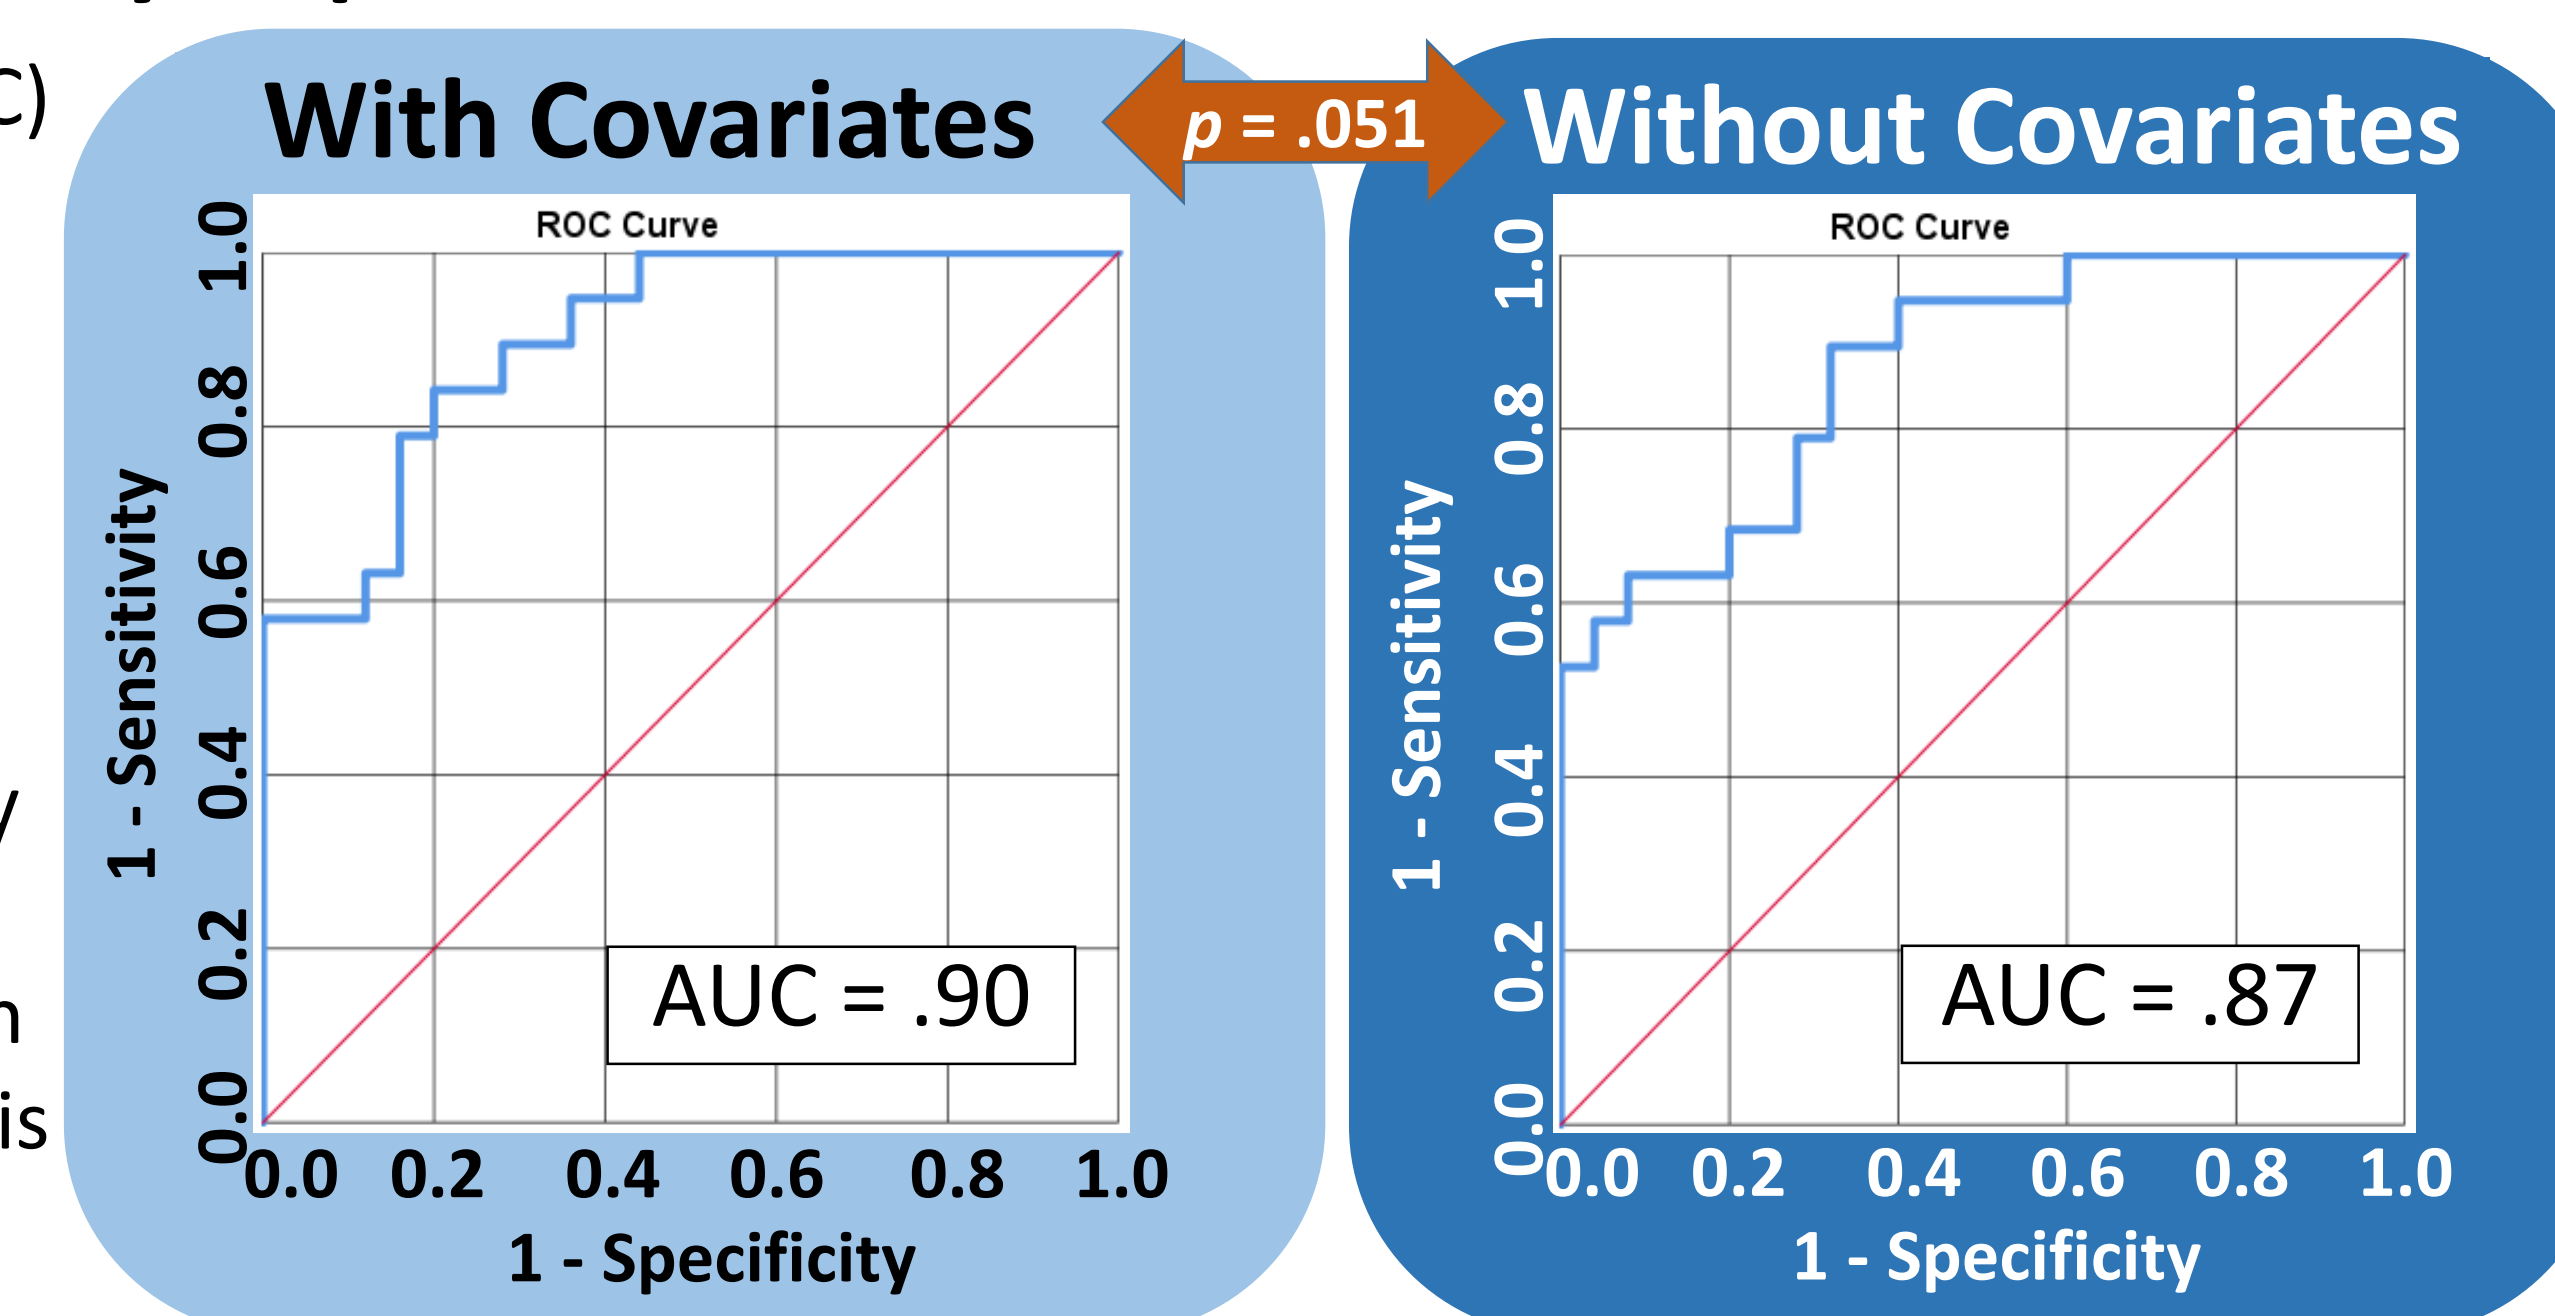 C)
y
n
is
With Covariates
p = .051
Without Covariates
ROC Curve
1 - Sensitivity
1.0
0.8
0.6
0.4
0.2
0.0
AUC = .90
0.0 0.2 0.4 0.6 0.8 1.0
1 - Specificity
ROC Curve
1 - Sensitivity
1.0
0.8
0.6
0.4
0.2
0.0
AUC = .87
0.0 0.2 0.4 0.6 0.8 1.0
1 - Specificity